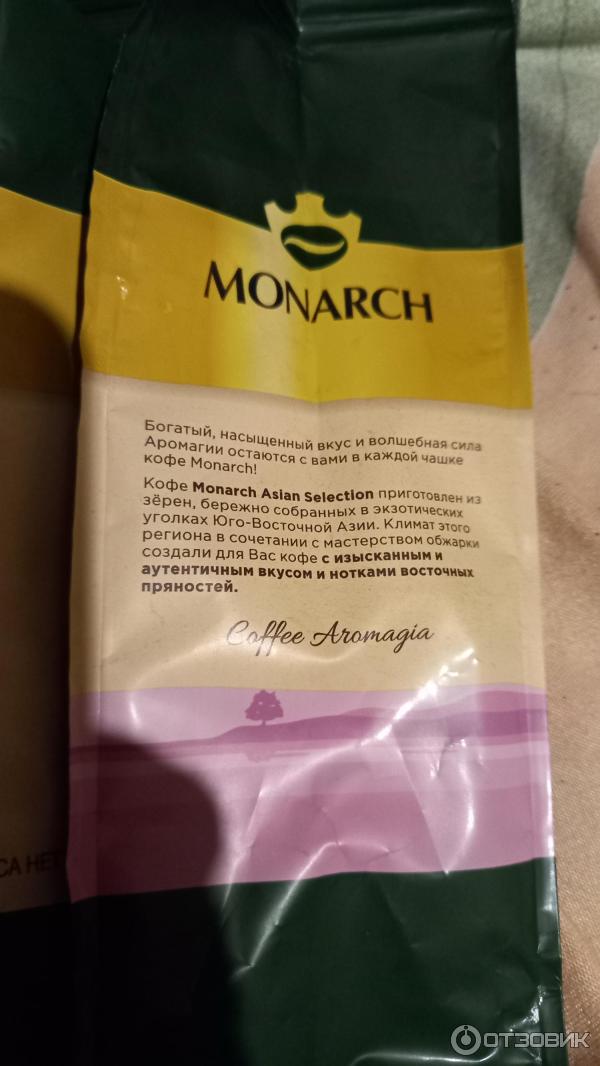 MONARCH
Богатый, насыщенный вкус и волшебная сила
Аромагии остаются с вами в каждой чашке
кофе Monarch!
Кофе Monarch Asian Selection приготовлен из
зёрен, бережно собранных в экзотических
уголках Юго-Восточной Азии. Климат этого
региона в сочетании с мастерством обжарки
создали для Вас кофе с изысканным и
аутентичным вкусом и нотками восточных
пряностей.
Coffee Aromagia
ОТЗОВИК